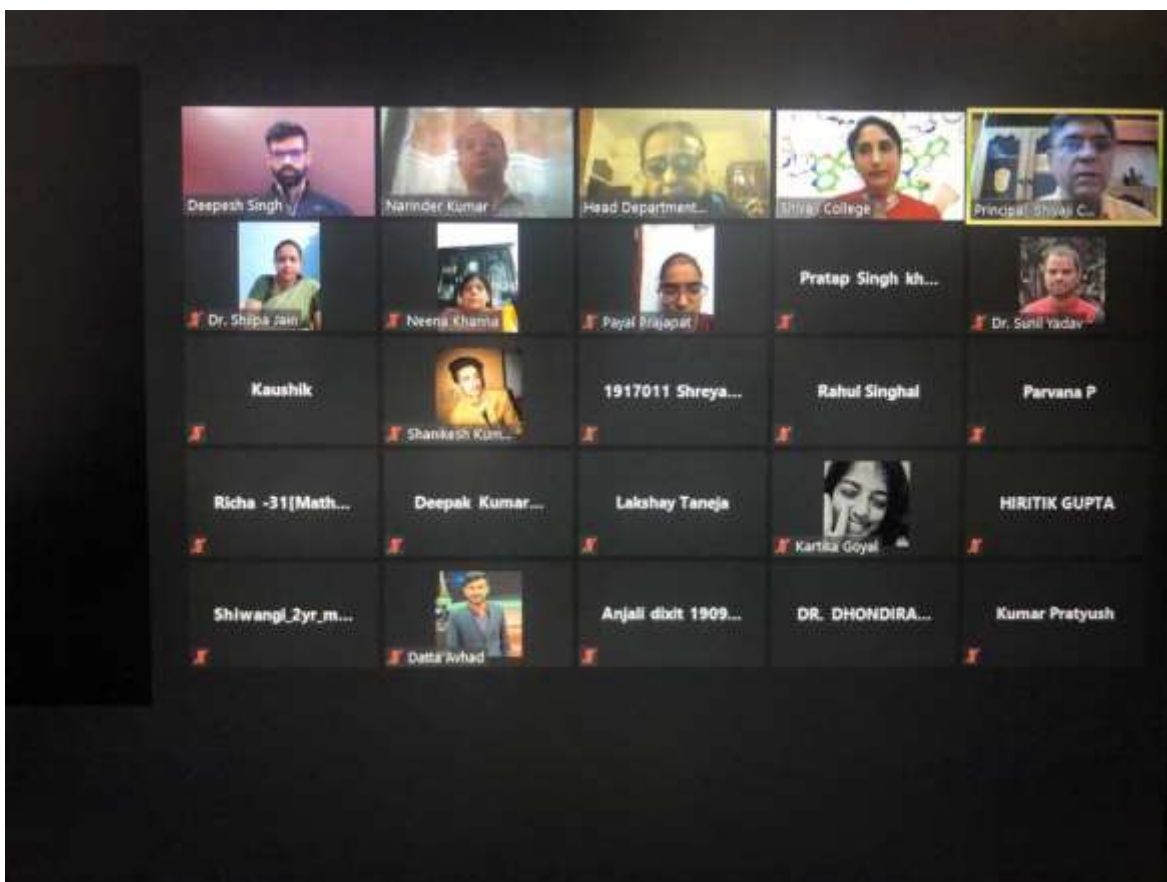 Deepesh Singh
Narinder Kumar
Head Department...
Shivaji College
Principal Shivaji C...
Dr. Shilpa Jain
Neena Khanna
Payal Prajapat
Pratap Singh kh...
Dr. Sunil Yadav
Kaushik
Shanikesh Kum...
1917011 Shreya...
Rahul Singhal
Parvana P
Richa -31[Math...
Deepak Kumar...
Lakshay Taneja
Kartika Goyal
HIRITIK GUPTA
Shiwangi_2yr_m...
Datta Avhad
Anjali dixit 1909...
DR. DHONDIRA...
Kumar Pratyush